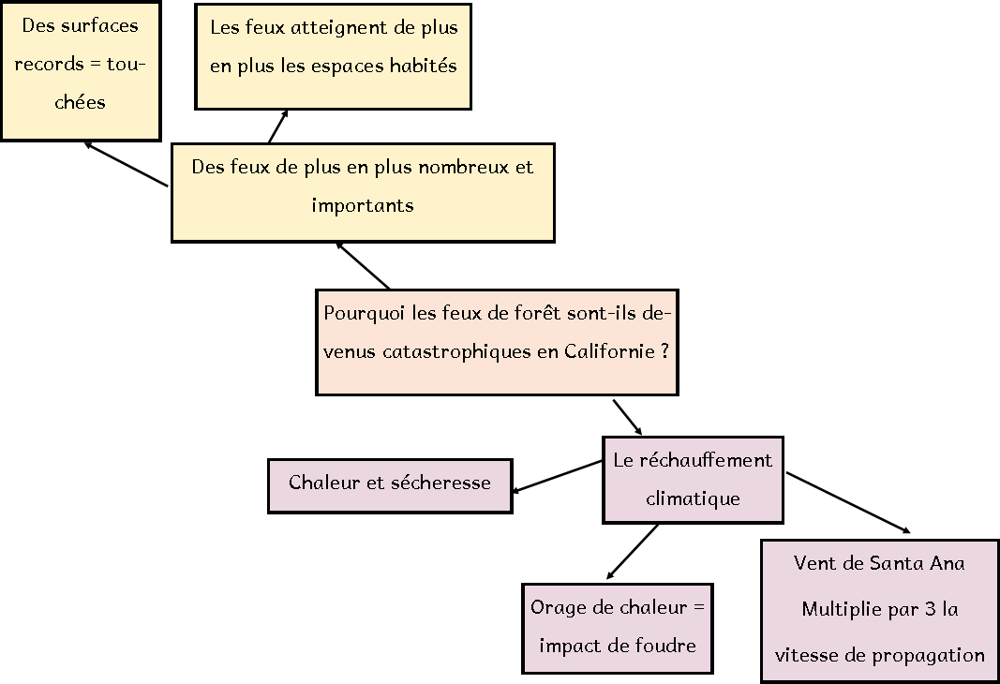 Des surfaces
records = tou-
chées
Les feux atteignent de plus
en plus les espaces habités
Des feux de plus en plus nombreux et
importants
Pourquoi les feux de forêt sont-ils de-
venus catastrophiques en Californie ?
Le réchauffement
climatique
Chaleur et sécheresse
Orage de chaleur =
impact de foudre
Vent de Santa Ana
Multiplie par 3 la
vitesse de propagation